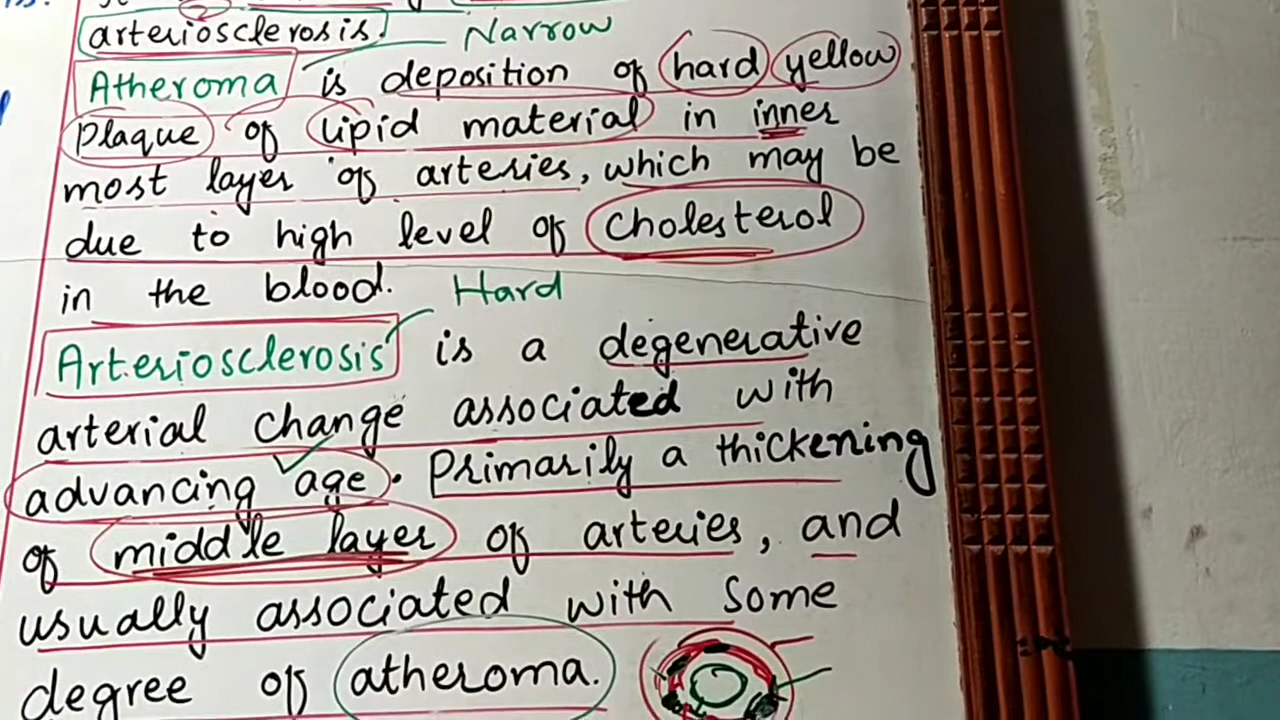 arteriosclerosis.
Narrow
Atheroma is deposition of hard yellow
Plaque of lipid material in inner
most layer of arteries, which may be
due to high level of cholesterol
in the blood. Hard
Arteriosclerosis is a degenerative
arterial change associated with
advancing age. Primarily a thickening
of middle layer of arteries, and
usually associated with some
degree of atheroma.